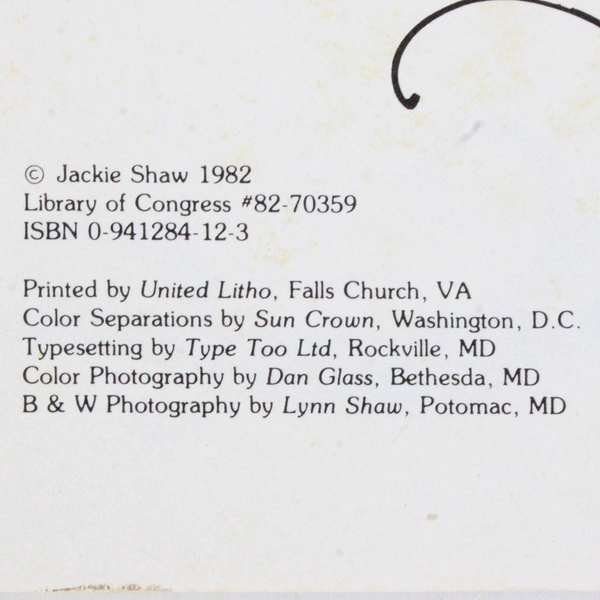 © Jackie Shaw 1982
Library of Congress #82-70359
ISBN 0-941284-12-3
Printed by United Litho, Falls Church, VA
Color Separations by Sun Crown, Washington, D.C.
Typesetting by Type Too Ltd, Rockville, MD
Color Photography by Dan Glass, Bethesda, MD
B & W Photography by Lynn Shaw, Potomac, MD